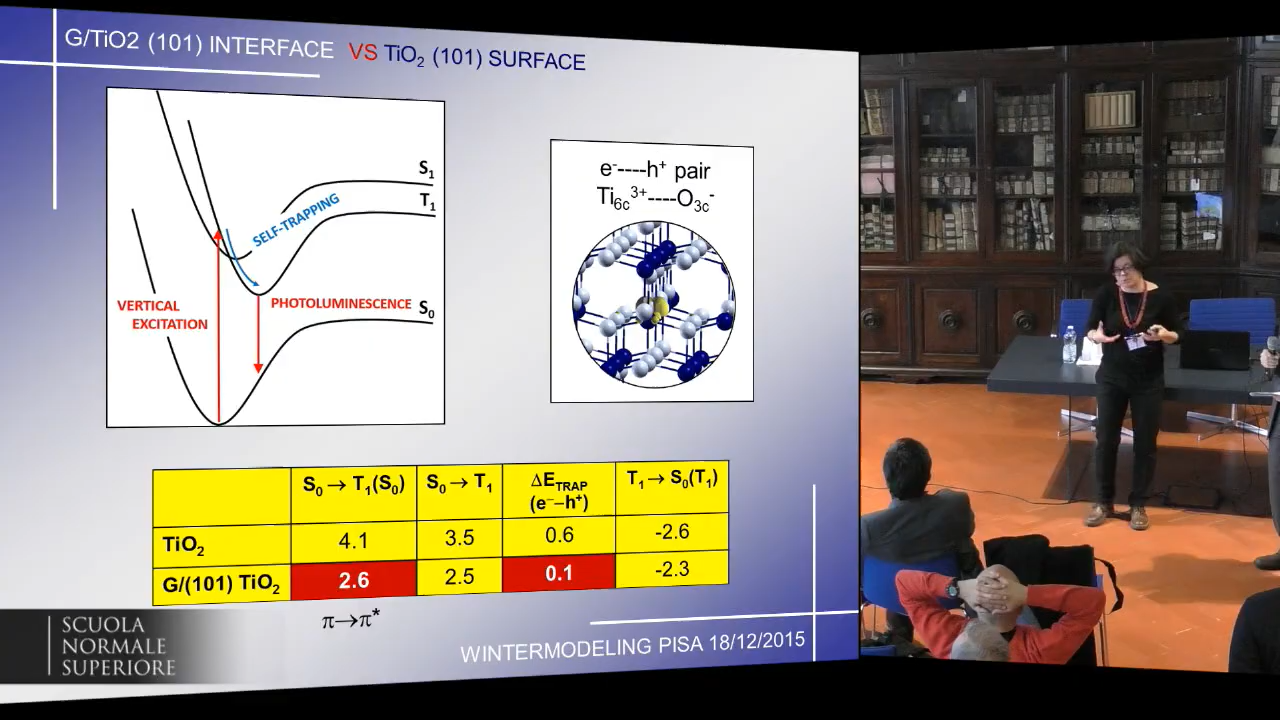 G/TiO2 (101) INTERFACE VS TiO₂ (101) SURFACE
S₁
T₁
SELF-TRAPPING
VERTICAL
EXCITATION
PHOTOLUMINESCENCE
S₀
e⁻----h⁺ pair
Ti₆c³⁺----O₃c⁻
S₀ → T₁(S₀) S₀ → T₁ ΔE_TRAP (e⁻–h⁺) T₁ → S₀(T₁)
TiO₂ 4.1 3.5 0.6 -2.6
G/(101) TiO₂ 2.6 2.5 0.1 -2.3
π→π*
WINTERMODELING PISA 18/12/2015
SCUOLA
NORMALE
SUPERIORE